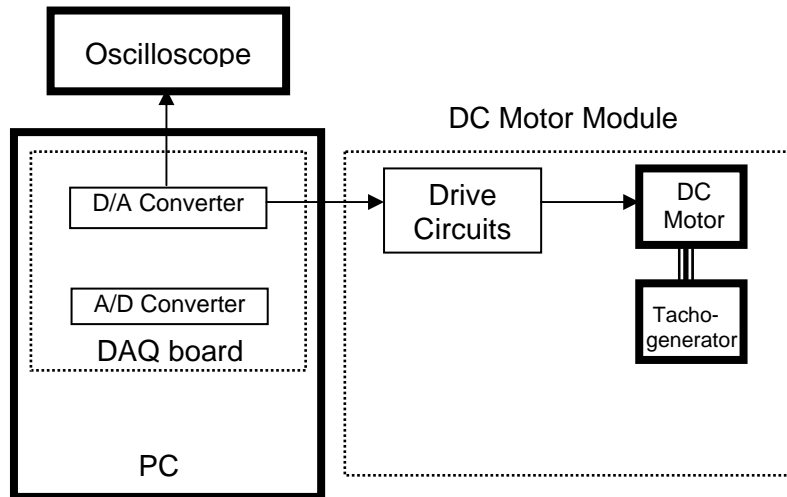 Oscilloscope
DC Motor Module
D/A Converter
Drive
Circuits
DC
Motor
A/D Converter
Tacho-
generator
DAQ board
PC